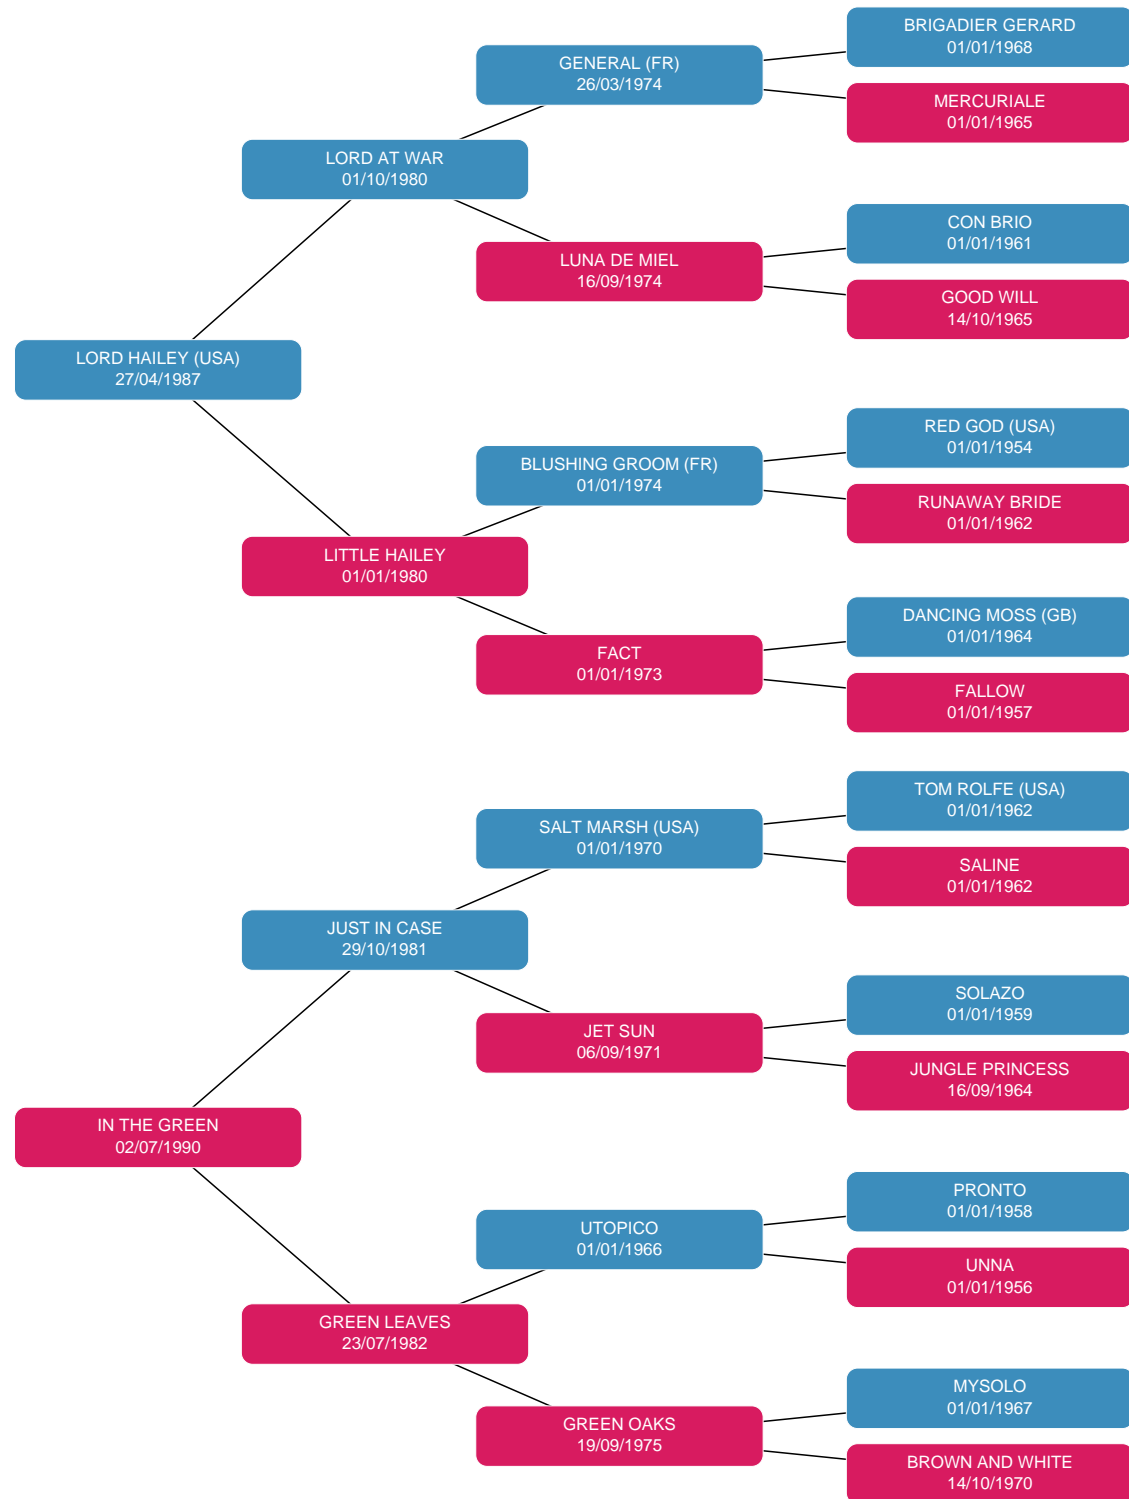 BRIGADIER GERARD
01/01/1968
GENERAL (FR)
26/03/1974
MERCURIALE
01/01/1965
LORD AT WAR
01/10/1980
CON BRIO
01/01/1961
LUNA DE MIEL
16/09/1974
GOOD WILL
14/10/1965
LORD HAILEY (USA)
27/04/1987
RED GOD (USA)
01/01/1954
BLUSHING GROOM (FR)
01/01/1974
RUNAWAY BRIDE
01/01/1962
LITTLE HAILEY
01/01/1980
DANCING MOSS (GB)
01/01/1964
FACT
01/01/1973
FALLOW
01/01/1957
TOM ROLFE (USA)
01/01/1962
SALT MARSH (USA)
01/01/1970
SALINE
01/01/1962
JUST IN CASE
29/10/1981
SOLAZO
01/01/1959
JET SUN
06/09/1971
JUNGLE PRINCESS
16/09/1964
IN THE GREEN
02/07/1990
PRONTO
01/01/1958
UTOPICO
01/01/1966
UNNA
01/01/1956
GREEN LEAVES
23/07/1982
MYSOLO
01/01/1967
GREEN OAKS
19/09/1975
BROWN AND WHITE
14/10/1970